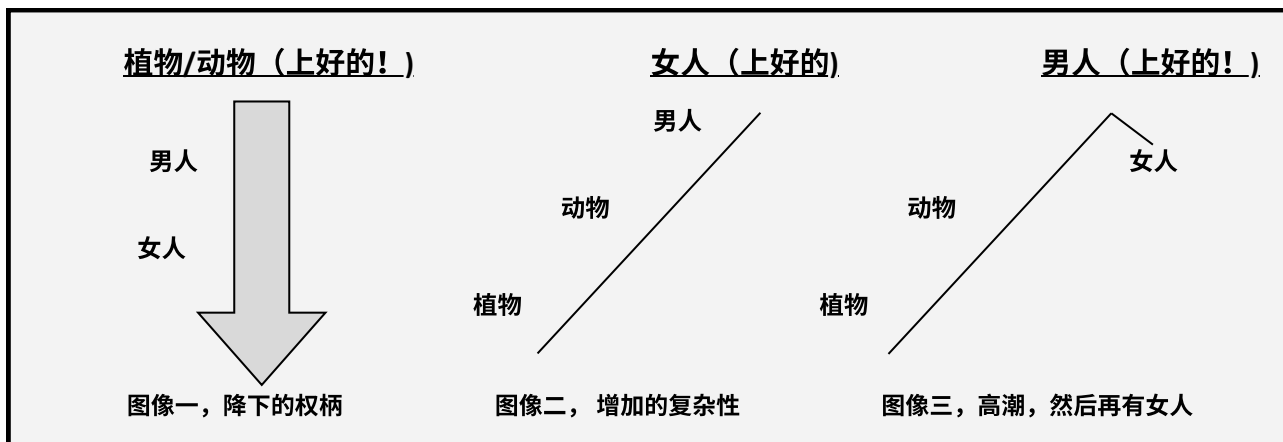 植物/动物（上好的！)
男人
女人
图像一，降下的权柄
女人（上好的)
男人
动物
植物
图像二， 增加的复杂性
男人（上好的！)
女人
动物
植物
图像三，高潮，然后再有女人